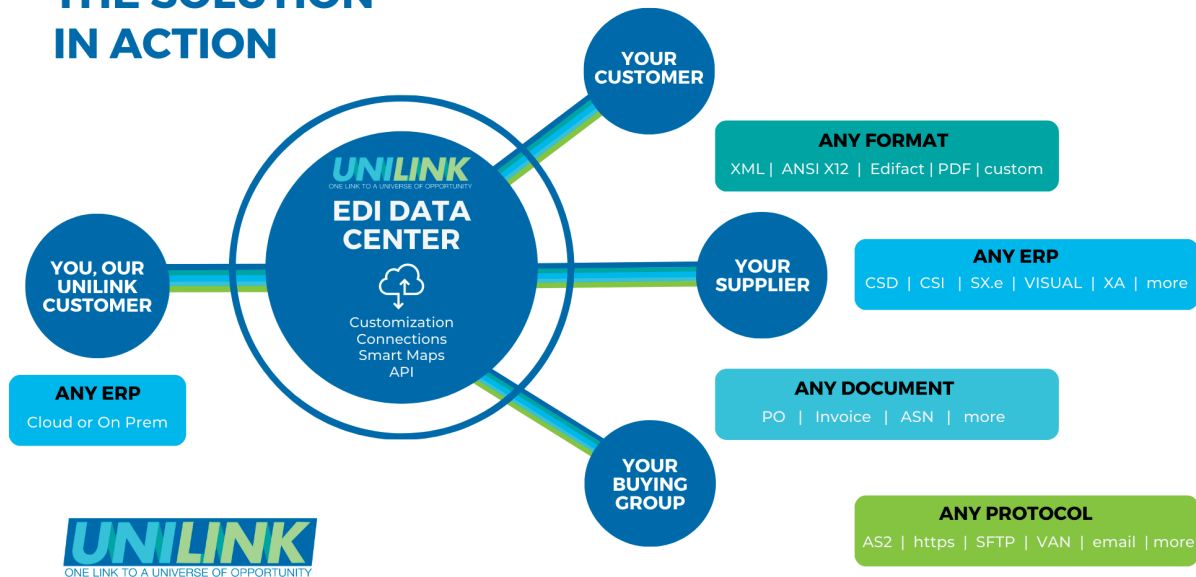 THE SOLUTION
IN ACTION
YOUR
CUSTOMER
ANY FORMAT
XML | ANSI X12 | Edifact | PDF | custom
UNILINK
ONE LINK TO A UNIVERSE OF OPPORTUNITY
EDI DATA
CENTER
Customization
Connections
Smart Maps
API
YOU, OUR
UNILINK
CUSTOMER
ANY ERP
Cloud or On Prem
YOUR
SUPPLIER
ANY ERP
CSD | CSI | SX.e | VISUAL | XA | more
ANY DOCUMENT
PO | Invoice | ASN | more
YOUR
BUYING
GROUP
ANY PROTOCOL
AS2 | https | SFTP | VAN | email | more
UNILINK
ONE LINK TO A UNIVERSE OF OPPORTUNITY